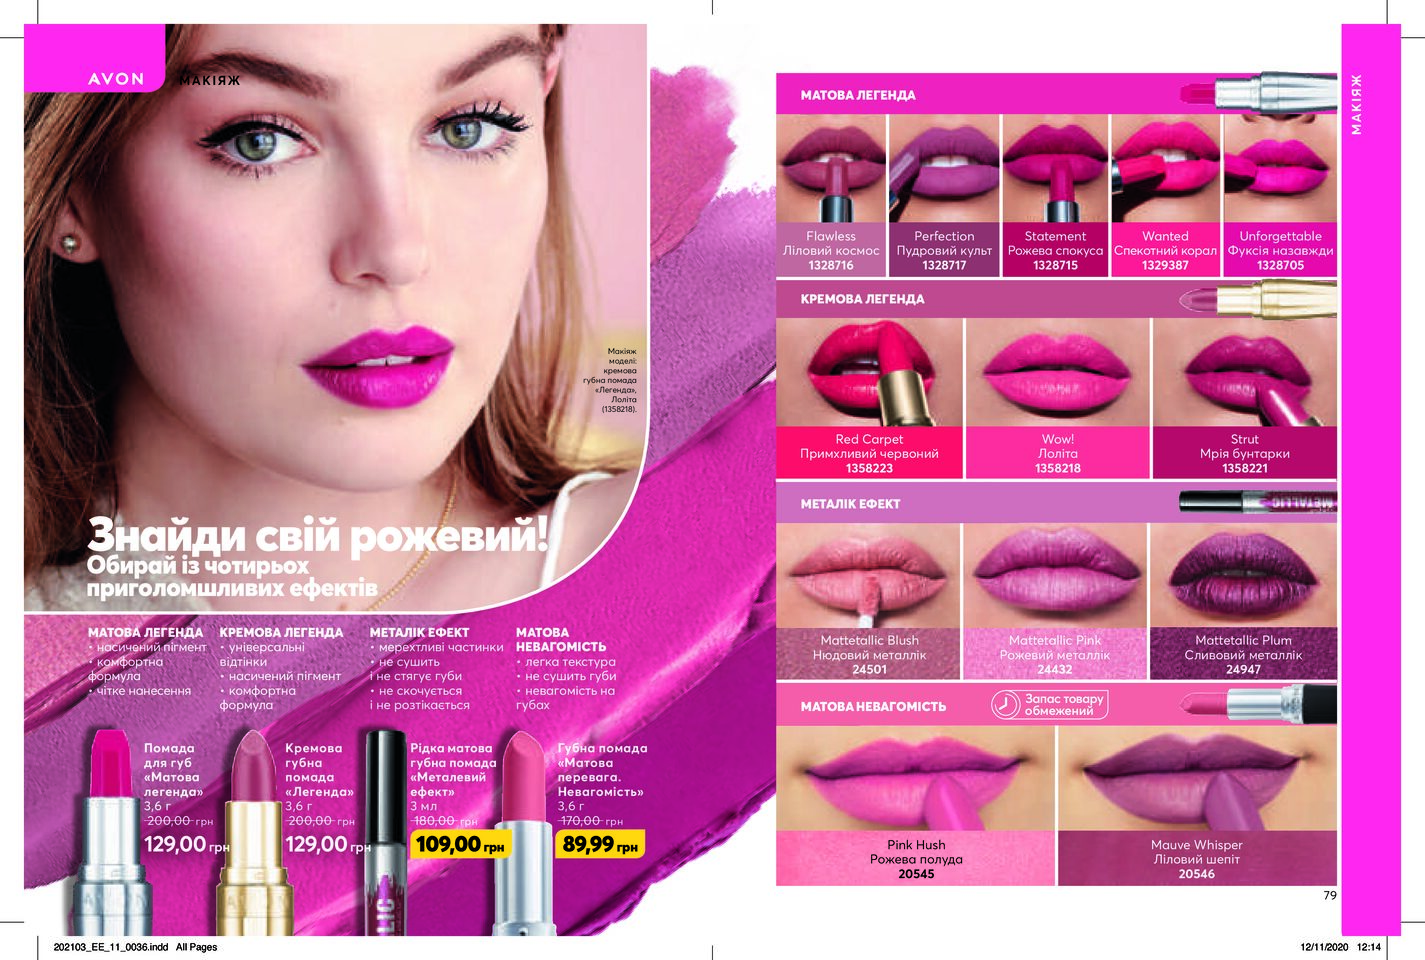 AVON
МАКІЯЖ
Макіяж
моделі:
кремова
губна помада
«Легенда»,
Лоліта
(1358218).
Знайди свій рожевий!
Обирай із чотирьох
приголомшливих ефектів
МАТОВА ЛЕГЕНДА
• насичений пігмент
• комфортна
формула
• чітке нанесення
КРЕМОВА ЛЕГЕНДА
• універсальні
відтінки
• насичений пігмент
• комфортна
формула
МЕТАЛІК ЕФЕКТ
• мерехтливі частинки
• не сушить
і не стягує губи
• не скочується
і не розтікається
МАТОВА
НЕВАГОМІСТЬ
• легка текстура
• не сушить губи
• невагомість на
губах
Помада
для губ
«Матова
легенда»
3,6 г
200,00 грн
129,00 грн
Кремова
губна
помада
«Легенда»
3,6 г
200,00 грн
129,00 грн
Рідка матова
губна помада
«Металевий
ефект»
3 мл
180,00 грн
109,00 грн
Губна помада
«Матова
перевага.
Невагомість»
3,6 г
170,00 грн
89,99 грн
МАТОВА ЛЕГЕНДА
Flawless
Ліловий космос
1328716
Perfection
Пудровий культ
1328717
Statement
Рожева спокуса
1328715
Wanted
Спекотний корал
1329387
Unforgettable
Фуксія назавжди
1328705
КРЕМОВА ЛЕГЕНДА
Red Carpet
Примхливий червоний
1358223
Wow!
Лоліта
1358218
Strut
Мрія бунтарки
1358221
МЕТАЛІК ЕФЕКТ
METALLIC
Mattetallic Blush
Нюдовий металлік
24501
Mattetallic Pink
Рожевий металлік
24432
Mattetallic Plum
Сливовий металлік
24947
МАТОВА НЕВАГОМІСТЬ
Запас товару
обмежений
Pink Hush
Рожева полуда
20545
Mauve Whisper
Ліловий шепіт
20546
79
МАКІЯЖ
202103_EE_11_0036.indd All Pages
12/11/2020 12:14